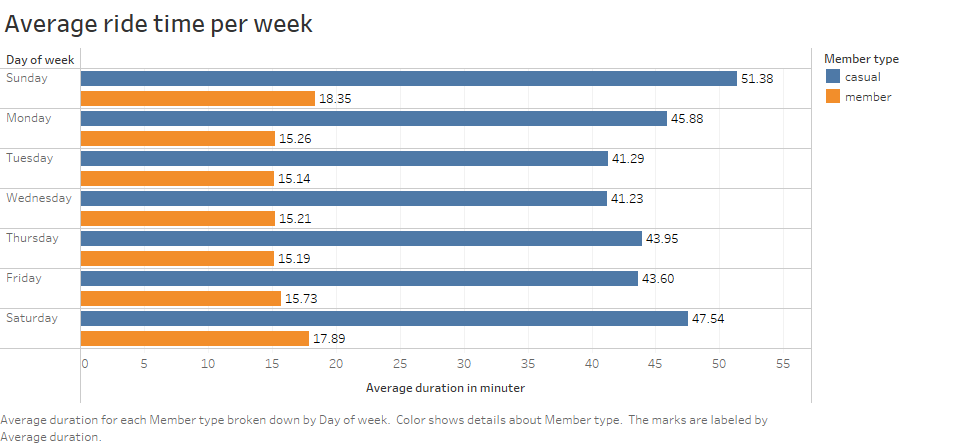 Average ride time per week
Day of week
Sunday
51.38
18.35
Monday
45.88
15.26
Tuesday
41.29
15.14
Wednesday
41.23
15.21
Thursday
43.95
15.19
Friday
43.60
15.73
Saturday
47.54
17.89
0 5 10 15 20 25 30 35 40 45 50 55
Average duration in minuter
Member type
casual
member
Average duration for each Member type broken down by Day of week. Color shows details about Member type. The marks are labeled by
Average duration.